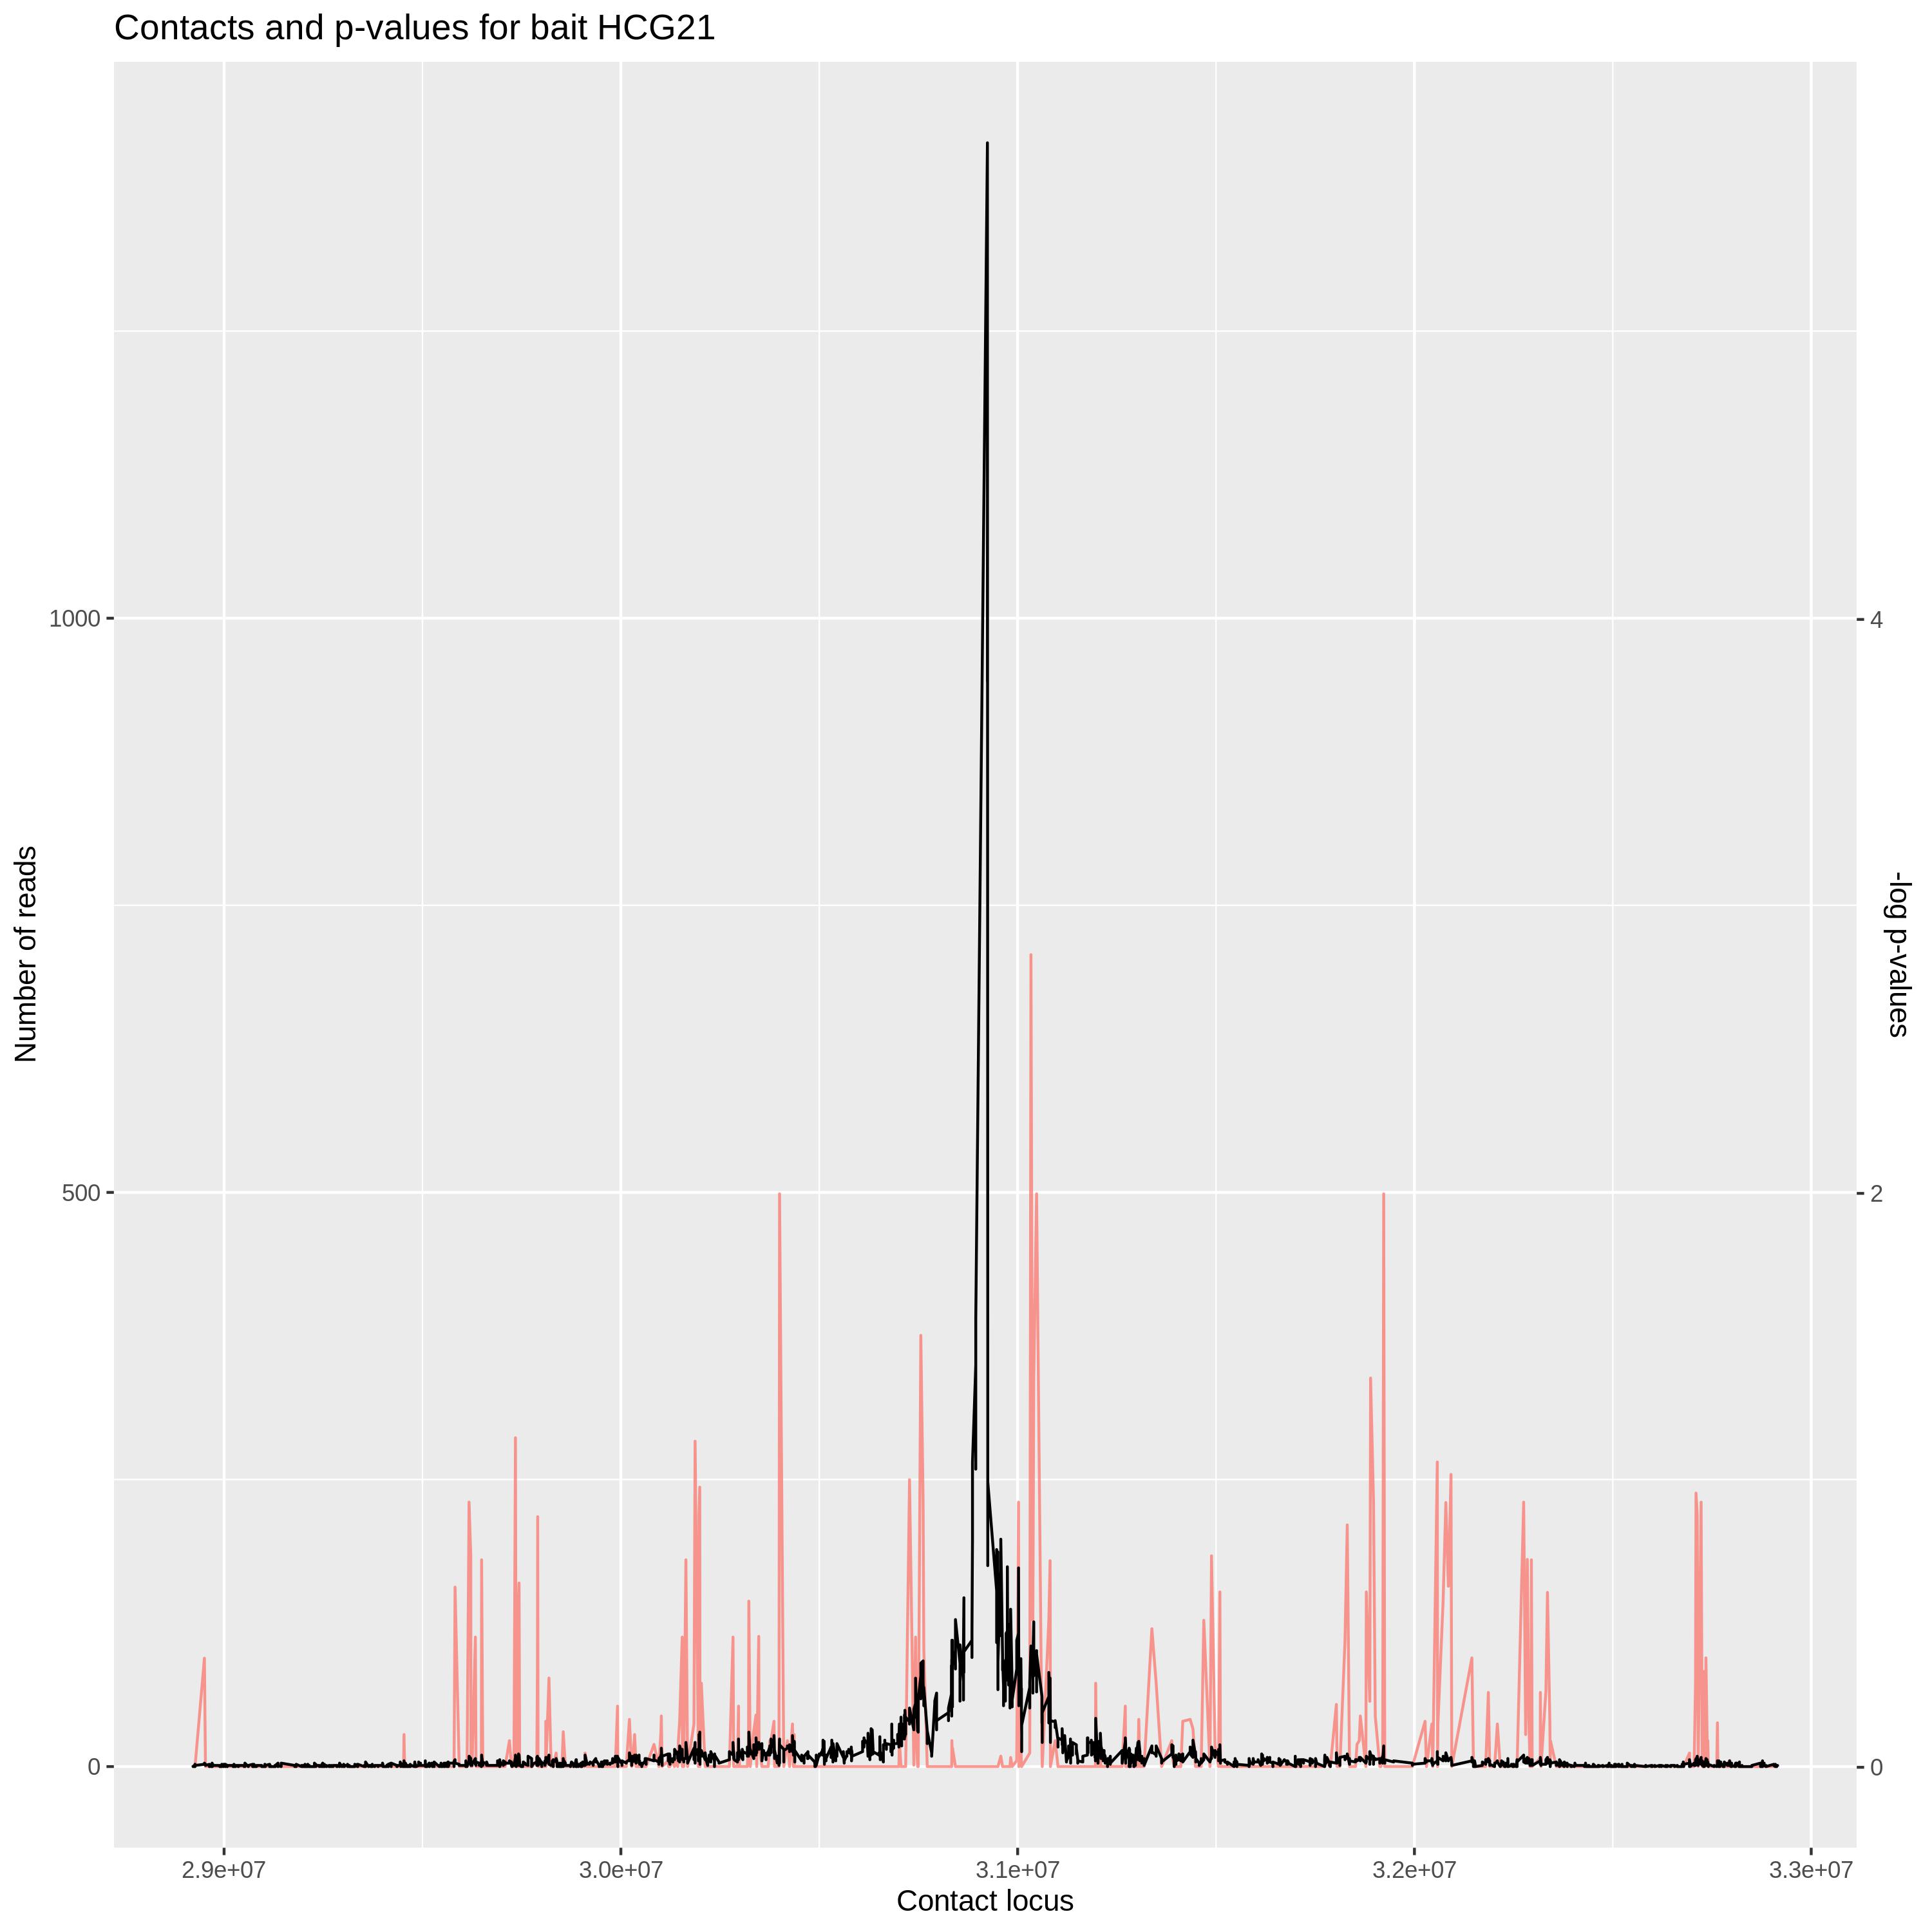 Contacts and p-values for bait HCG21
Number of reads
1000
500
0
4
2
0
-log p-values
2.9e+07 3.0e+07 3.1e+07 3.2e+07 3.3e+07
Contact locus